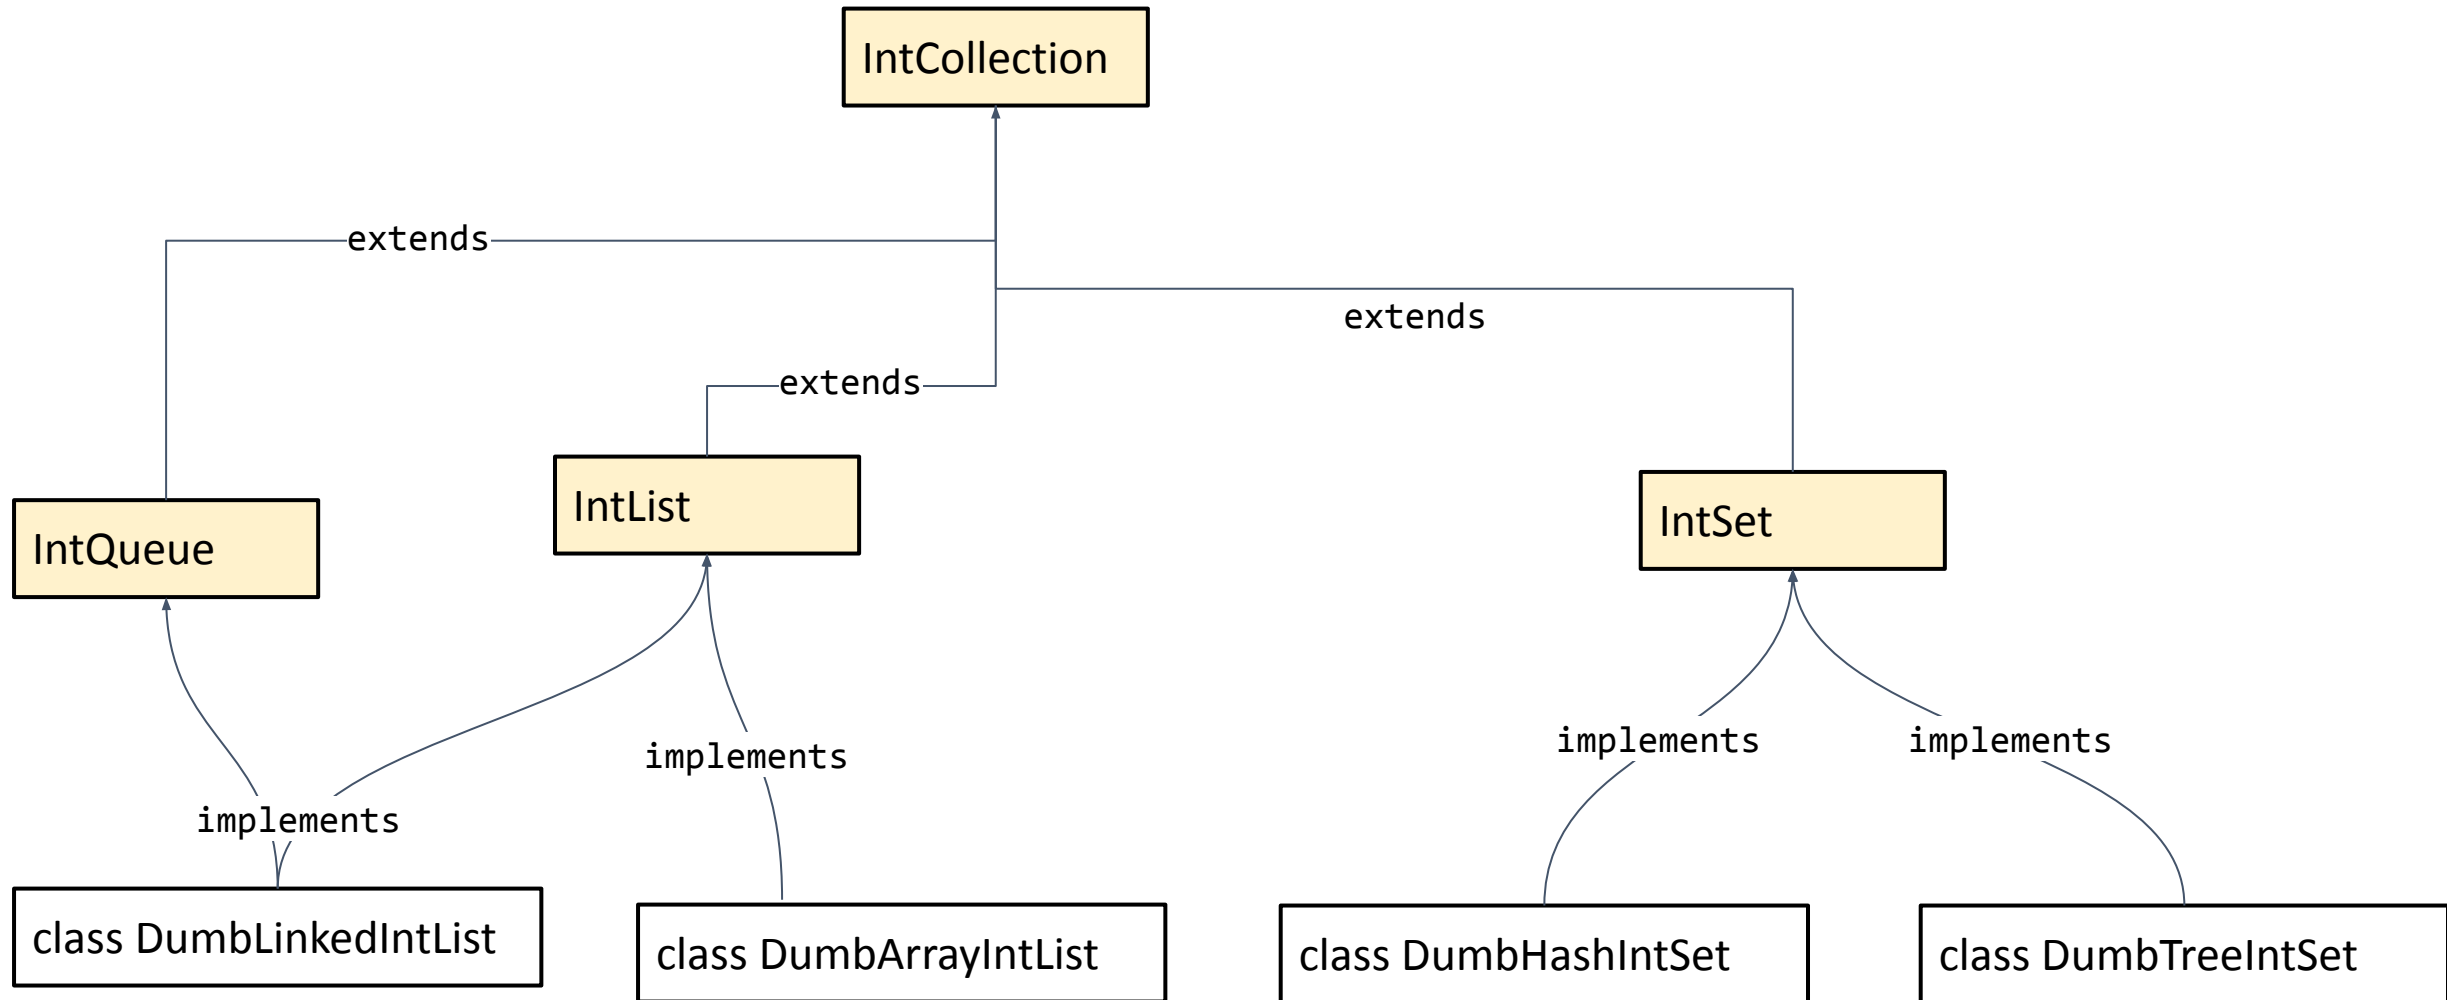 IntCollection
extends
extends
extends
IntList
IntSet
IntQueue
implements
implements
implements
implements
class DumbLinkedIntList
class DumbArrayIntList
class DumbHashIntSet
class DumbTreeIntSet